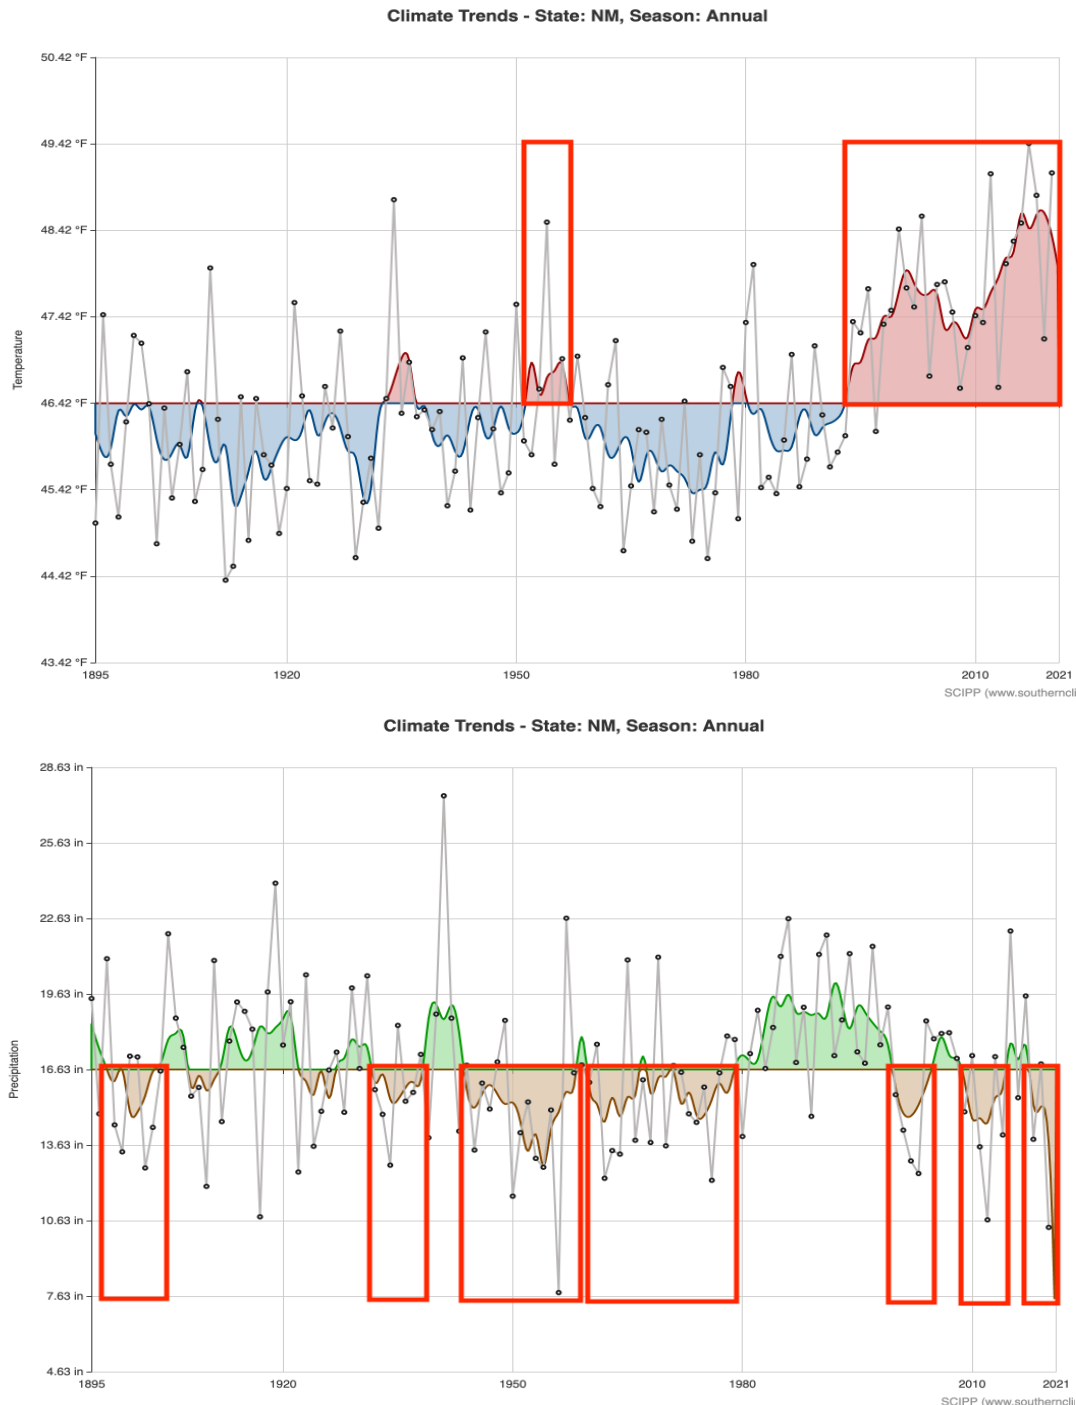 Climate Trends - State: NM, Season: Annual
50.42 °F
49.42 °F
48.42 °F
47.42 °F
46.42 °F
45.42 °F
44.42 °F
43.42 °F
Temperature
1895 1920 1950 1980 2010 2021
SCIPP (www.southerncli
Climate Trends - State: NM, Season: Annual
28.63 in
25.63 in
22.63 in
19.63 in
16.63 in
13.63 in
10.63 in
7.63 in
4.63 in
Precipitation
1895 1920 1950 1980 2010 2021
SCIPP (www.southerncli